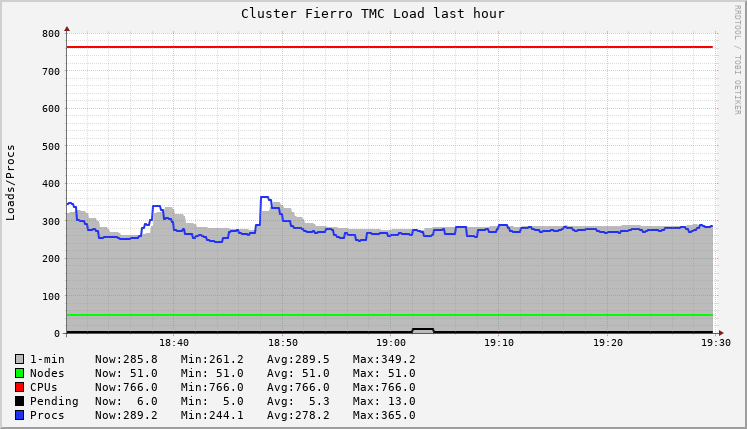 Cluster Fierro TMC Load last hour
RRDTOOL / TOBI OETIKER
Loads/Procs
800
700
600
500
400
300
200
100
0
18:40 18:50 19:00 19:10 19:20 19:30
1-min Now:285.8 Min:261.2 Avg:289.5 Max:349.2
Nodes Now: 51.0 Min: 51.0 Avg: 51.0 Max: 51.0
CPUs Now:766.0 Min:766.0 Avg:766.0 Max:766.0
Pending Now: 6.0 Min: 5.0 Avg: 5.3 Max: 13.0
Procs Now:289.2 Min:244.1 Avg:278.2 Max:365.0